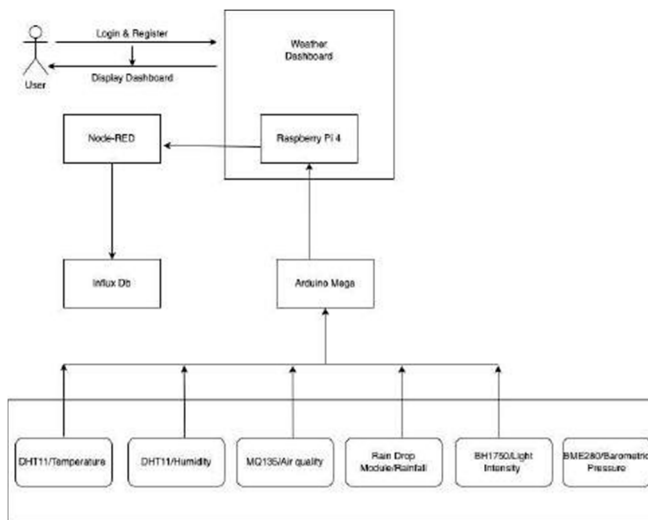 Login & Register
Weather
Dashboard
Display Dashboard
User
Node-RED
Raspberry Pi 4
Influx Db
Arduino Mega
DHT11/Temperature
DHT11/Humidity
MQ135/Air quality
Rain Drop
Module/Rainfall
BH1750/Light
Intensity
BME280/Barometric
Pressure